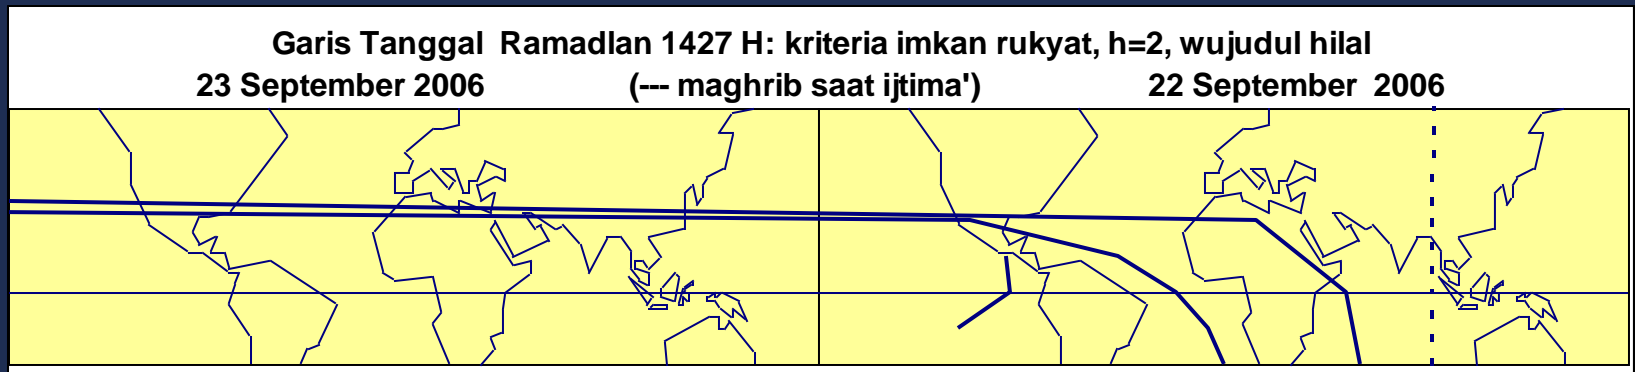 Garis Tanggal Ramadlan 1427 H: kriteria imkan rukyat, h=2, wujudul hilal
23 September 2006 (--- maghrib saat ijtima') 22 September 2006